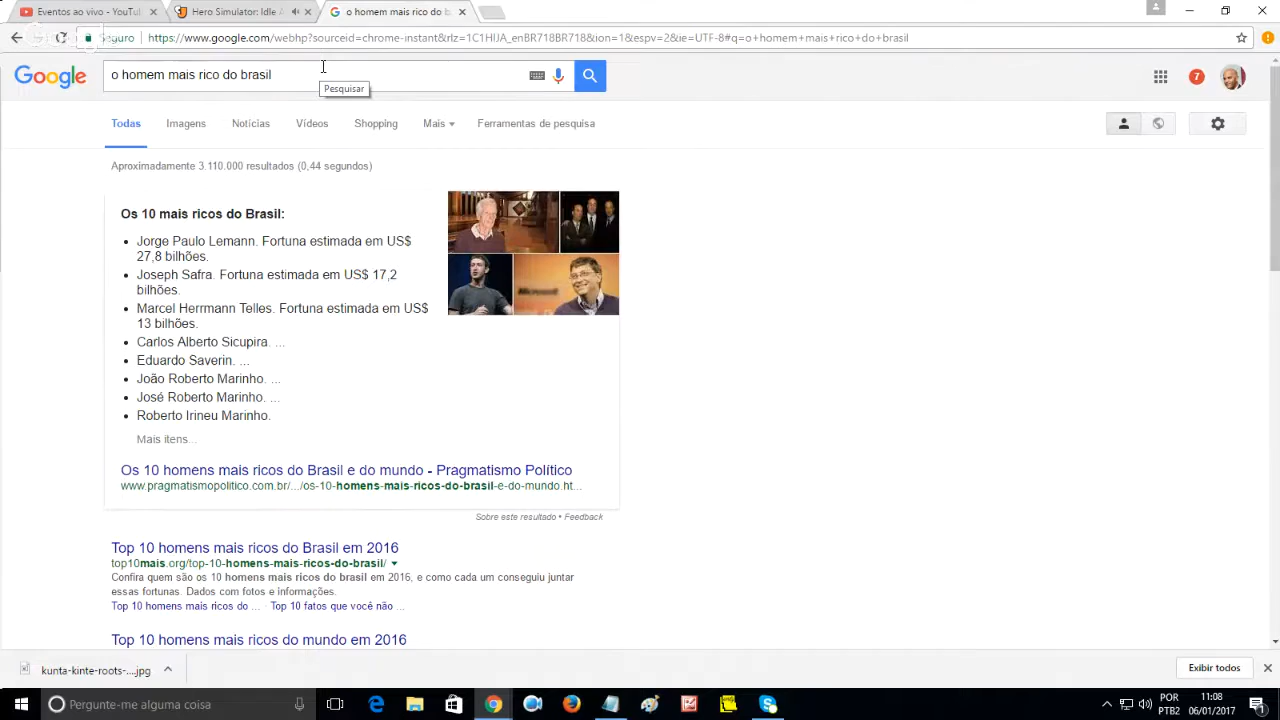 Eventos ao vivo - YouTul
Hero Simulator: Idle A
o homem mais rico do b
Seguro
https://www.google.com/webhp?sourceid=chrome-instant&rlz=1C1HIJA_enBR718BR718&ion=1&espv=2&ie=UTF-8#q=o+homem+mais+rico+do+brasil
Google
o homem mais rico do brasil
Pesquisar
7
Todas Imagens Notícias Vídeos Shopping Mais Ferramentas de pesquisa
Aproximadamente 3.110.000 resultados (0,44 segundos)
Os 10 mais ricos do Brasil:
• Jorge Paulo Lemann. Fortuna estimada em US$
27,8 bilhões.
• Joseph Safra. Fortuna estimada em US$ 17,2
bilhões.
• Marcel Herrmann Telles. Fortuna estimada em US$
13 bilhões.
• Carlos Alberto Sicupira. ...
• Eduardo Saverin. ...
• João Roberto Marinho. ...
• José Roberto Marinho. ...
• Roberto Irineu Marinho.
Mais itens...
Os 10 homens mais ricos do Brasil e do mundo - Pragmatismo Político
www.pragmatismopolitico.com.br/.../os-10-homens-mais-ricos-do-brasil-e-do-mundo.ht...
Sobre este resultado • Feedback
Top 10 homens mais ricos do Brasil em 2016
top10mais.org/top-10-homens-mais-ricos-do-brasil/
Confira quem são os 10 homens mais ricos do brasil em 2016, e como cada um conseguiu juntar
essas fortunas. Dados com fotos e informações.
Top 10 homens mais ricos do ... · Top 10 fatos que você não ...
Top 10 homens mais ricos do mundo em 2016
kunta-kinte-roots-....jpg
Exibir todos
Pergunte-me alguma coisa
POR
PTB2
11:08
06/01/2017
1